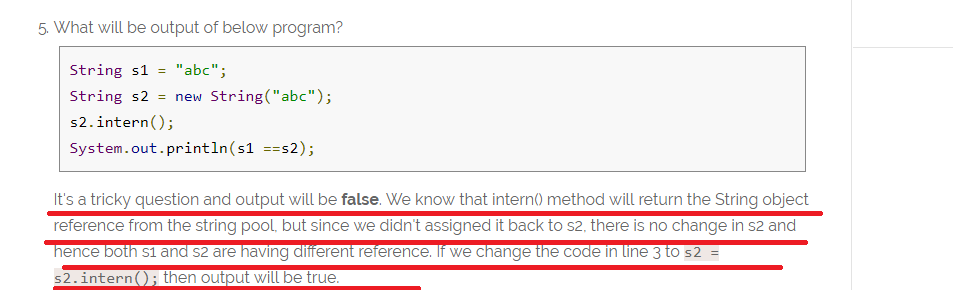 5. What will be output of below program?
String s1 = "abc";
String s2 = new String("abc");
s2.intern();
System.out.println(s1 ==s2);
It's a tricky question and output will be false. We know that intern() method will return the String object
reference from the string pool, but since we didn't assigned it back to s2, there is no change in s2 and
hence both s1 and s2 are having different reference. If we change the code in line 3 to s2 =
s2.intern(); then output will be true.